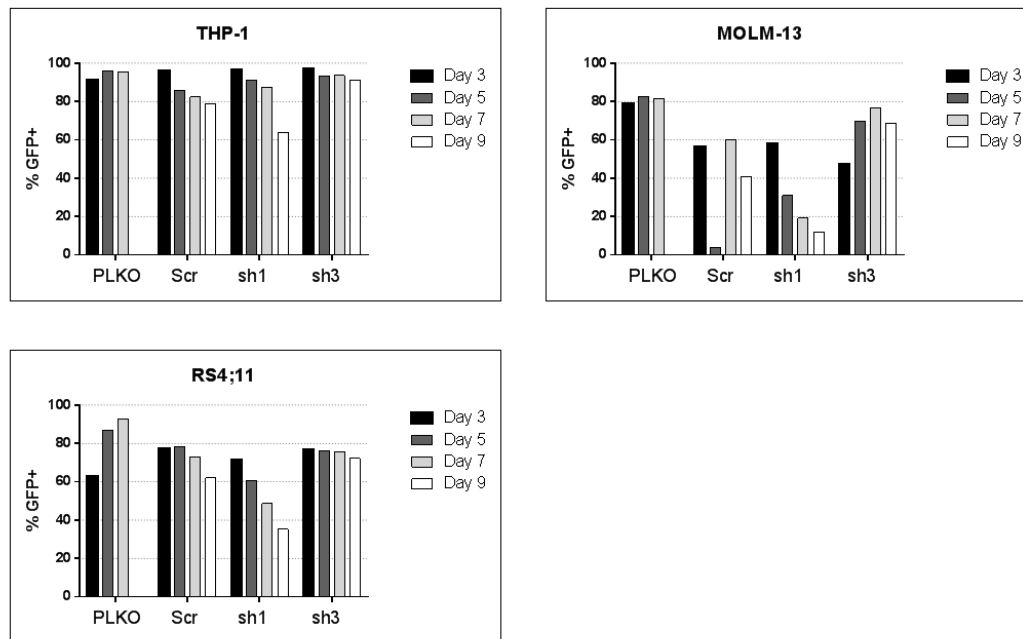 THP-1
% GFP+
100
80
60
40
20
0
PLKO Scr sh1 sh3
Day 3
Day 5
Day 7
Day 9
MOLM-13
% GFP+
100
80
60
40
20
0
PLKO Scr sh1 sh3
Day 3
Day 5
Day 7
Day 9
RS4;11
% GFP+
100
80
60
40
20
0
PLKO Scr sh1 sh3
Day 3
Day 5
Day 7
Day 9